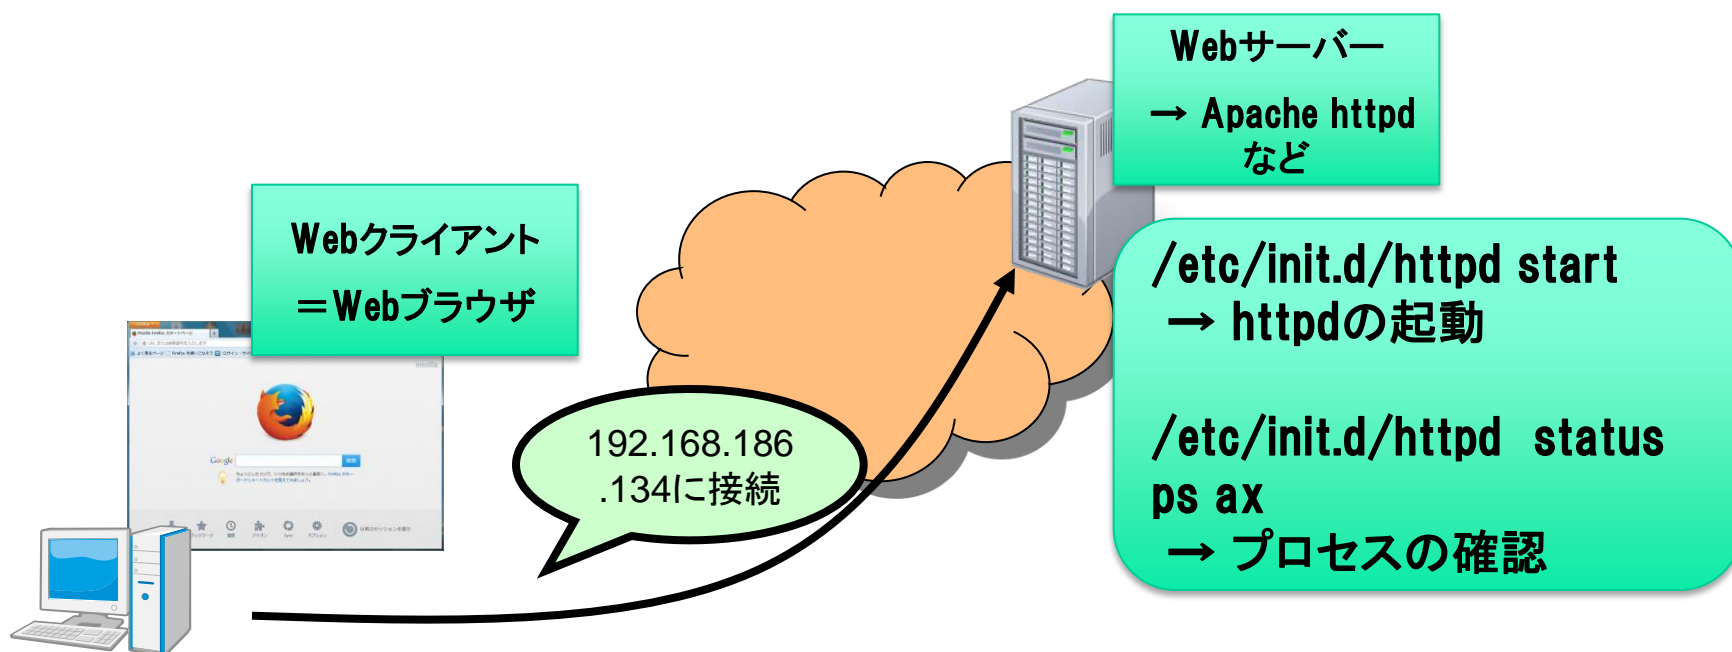 Webサーバー
→ Apache httpd
など
Webクライアント
＝Webブラウザ
mozilla
Google
192.168.186
.134に接続
/etc/init.d/httpd start
→ httpdの起動
/etc/init.d/httpd status
ps ax
→ プロセスの確認